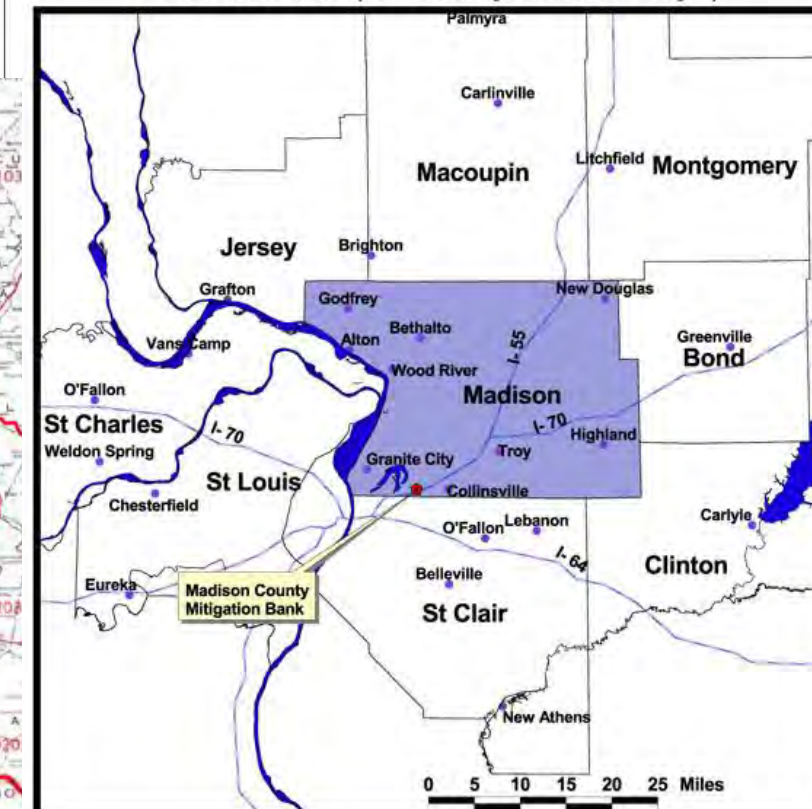 Palmyra
Carlinville
Litchfield
Montgomery
Macoupin
Jersey
Brighton
Grafton
Godfrey
New Douglas
Alton
Bethalto
I- 55
Greenville
Vans Camp
Bond
Wood River
O'Fallon
Madison
St Charles
I- 70
I- 70
Highland
Weldon Spring
Granite City
Troy
St Louis
Chesterfield
Collinsville
O'Fallon
Lebanon
Carlyle
I- 64
Clinton
Eureka
Belleville
Madison County
Mitigation Bank
St Clair
New Athens
0 5 10 15 20 25 Miles